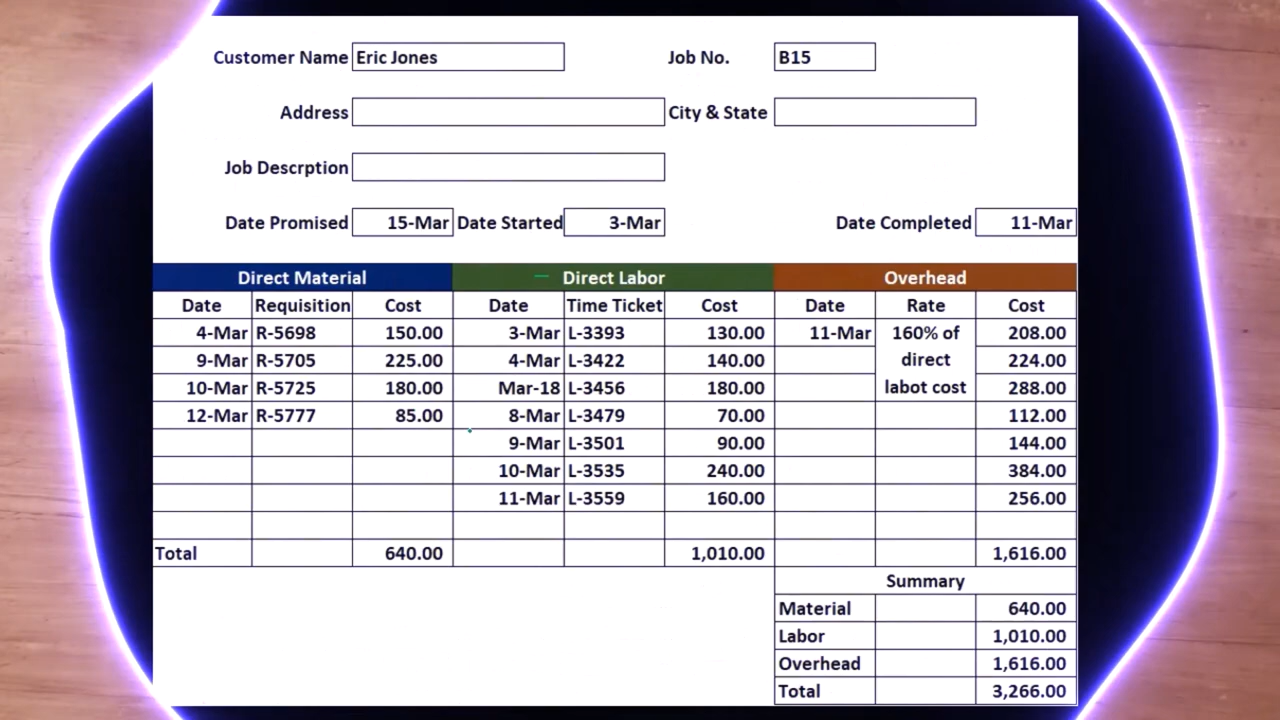 Customer Name Eric Jones Job No. B15
Address City & State
Job Descrption
Date Promised 15-Mar Date Started 3-Mar Date Completed 11-Mar
Direct Material Direct Labor Overhead
Date Requisition Cost Date Time Ticket Cost Date Rate Cost
4-Mar R-5698 150.00 3-Mar L-3393 130.00 11-Mar 160% of 208.00
9-Mar R-5705 225.00 4-Mar L-3422 140.00 direct 224.00
10-Mar R-5725 180.00 Mar-18 L-3456 180.00 labot cost 288.00
12-Mar R-5777 85.00 8-Mar L-3479 70.00 112.00
9-Mar L-3501 90.00 144.00
10-Mar L-3535 240.00 384.00
11-Mar L-3559 160.00 256.00
Total 640.00 1,010.00 1,616.00
Summary
Material 640.00
Labor 1,010.00
Overhead 1,616.00
Total 3,266.00